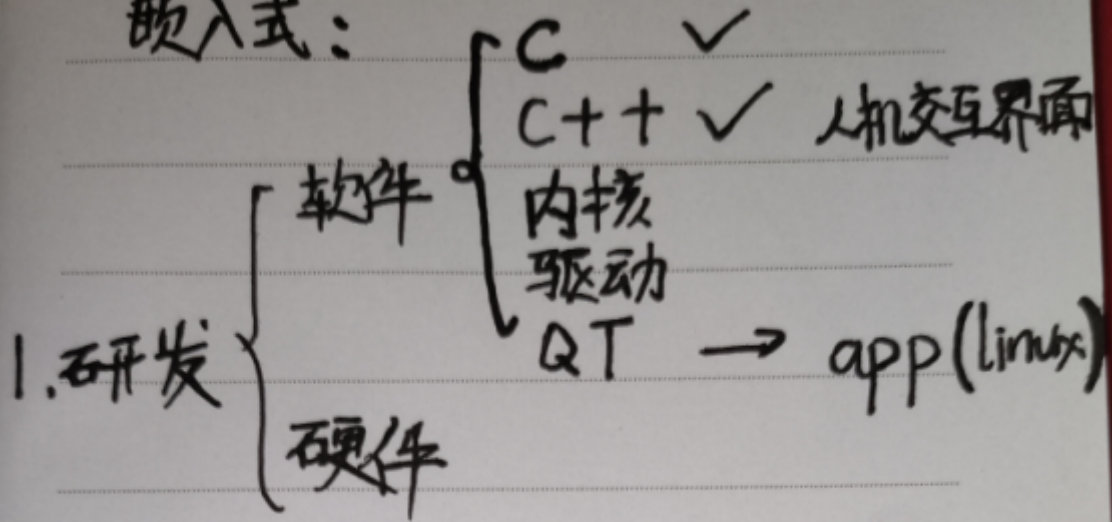 嵌入式：
C ✓
C++ ✓ 人机交互界面
软件
内核
驱动
QT → app(linux)
1.研发
硬件